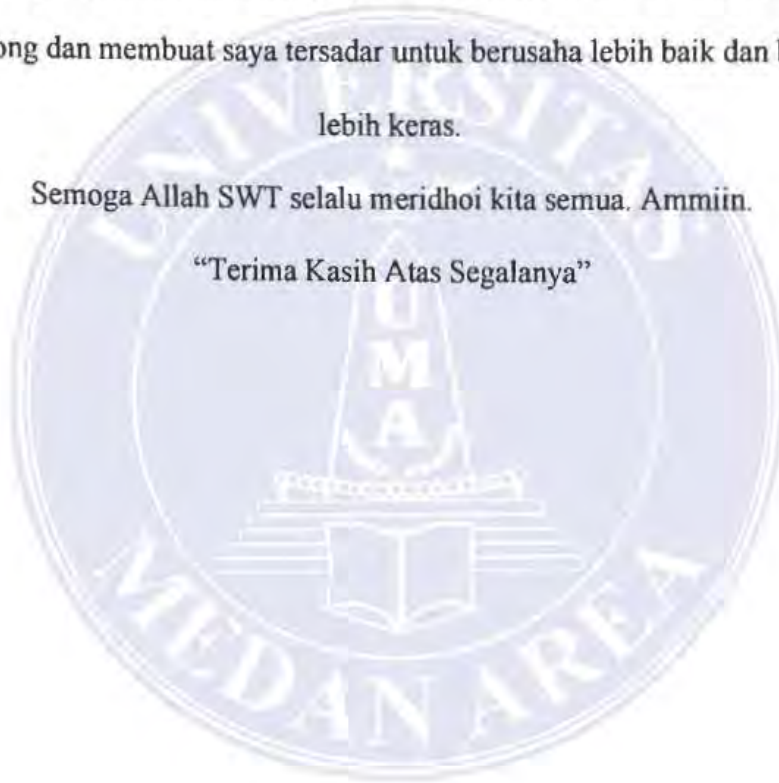 dan membuat saya tersadar untuk berusaha lebih baik dan
lebih keras.
Semoga Allah SWT selalu meridhoi kita semua. Ammiin.
“Terima Kasih Atas Segalanya”
UNIVERSITAS
UMA
MEDAN AREA